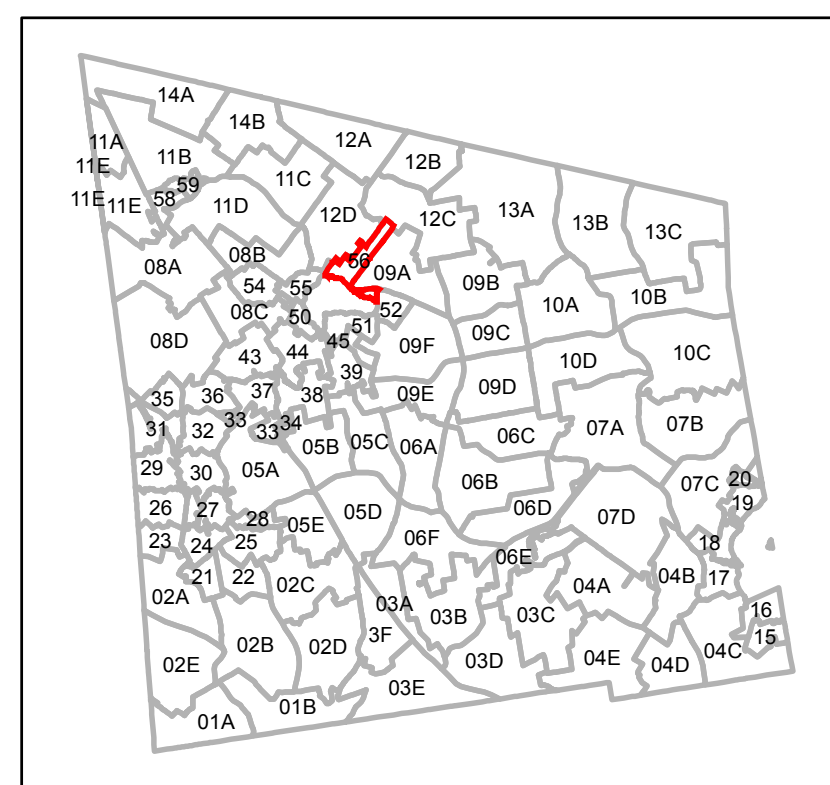 14A
14B
12A
11A
11B
12B
11E
11C
59
58
11E
11E
11D
12D
12C
13A
13B
13C
08A
08B
56
09A
54
55
09B
10A
10B
08C
50
52
51
08D
45
09C
43
44
09F
10D
10C
39
35
36
37
38
09E
09D
31
32
33
33
34
05B
05C
06A
06C
07A
07B
29
30
05A
06B
07C
20
26
27
05D
06D
19
28
05E
07D
23
24
25
06F
18
06E
21
22
02C
04A
04B
17
02A
03A
03B
03C
16
3F
15
02E
02B
02D
03D
04E
04D
04C
03E
01A
01B